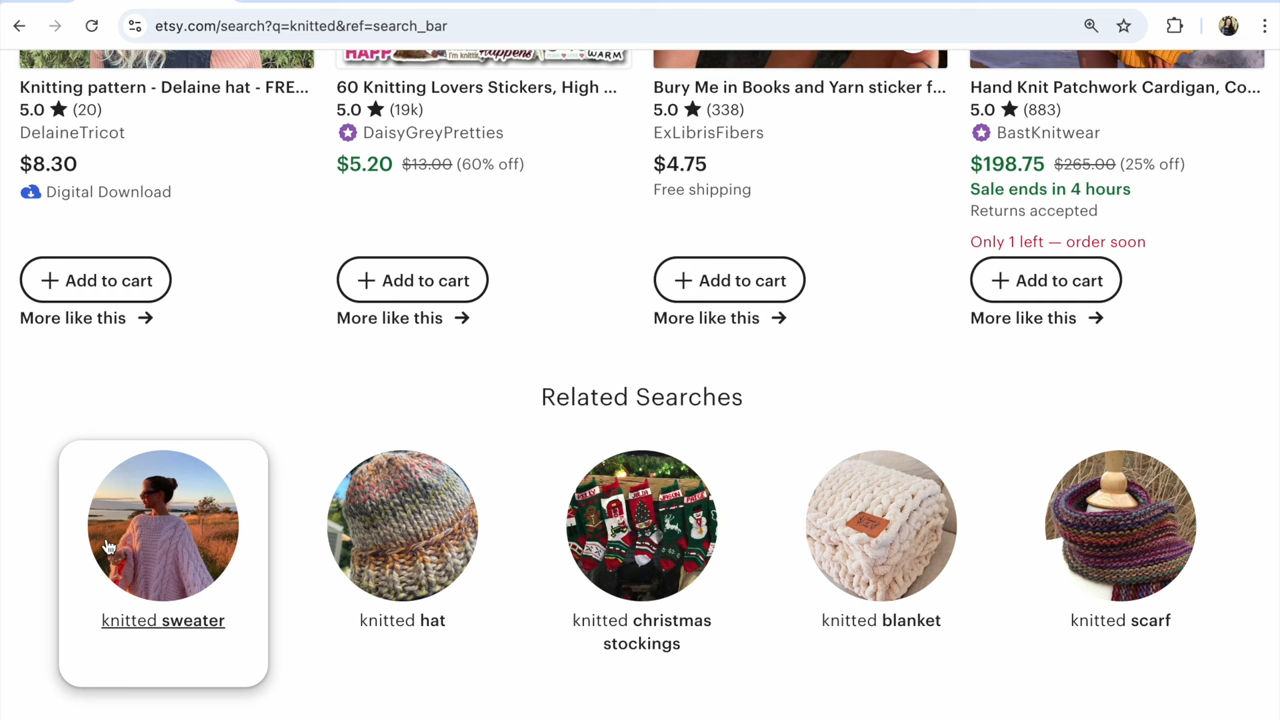 etsy.com/search?q=knitted&ref=search_bar
HAPP
I'm knitt
Happens
WARM
Knitting pattern - Delaine hat - FRE...
5.0 ★ (20)
DelaineTricot
$8.30
Digital Download
+ Add to cart
More like this →
60 Knitting Lovers Stickers, High ...
5.0 ★ (19k)
DaisyGreyPretties
$5.20 $13.00 (60% off)
+ Add to cart
More like this →
Bury Me in Books and Yarn sticker f...
5.0 ★ (338)
ExLibrisFibers
$4.75
Free shipping
+ Add to cart
More like this →
Hand Knit Patchwork Cardigan, Co...
5.0 ★ (883)
BastKnitwear
$198.75 $265.00 (25% off)
Sale ends in 4 hours
Returns accepted
Only 1 left — order soon
+ Add to cart
More like this →
Related Searches
knitted sweater
knitted hat
knitted christmas
stockings
knitted blanket
knitted scarf